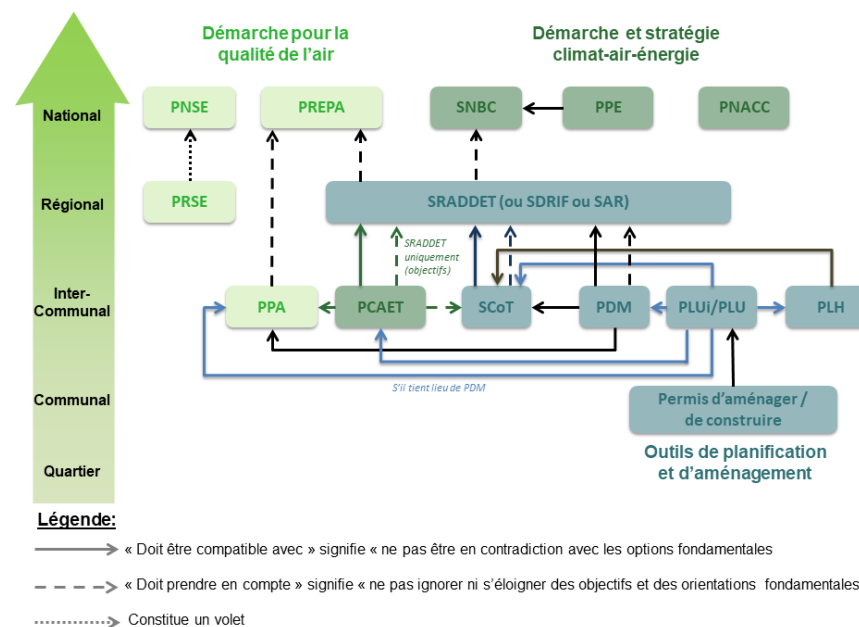 Démarche pour la
qualité de l'air
Démarche et stratégie
climat-air-énergie
National
PNSE
PREPA
SNBC
PPE
PNACC
Régional
PRSE
SRADDET (ou SDRIF ou SAR)
SRADDET
uniquement
(objectifs)
Inter-
Communal
PPA
PCAET
SCoT
PDM
PLUi/PLU
PLH
S'il tient lieu de PDM
Communal
Permis d'aménager /
de construire
Quartier
Outils de planification
et d'aménagement
Légende:
« Doit être compatible avec » signifie « ne pas être en contradiction avec les options fondamentales
« Doit prendre en compte » signifie « ne pas ignorer ni s'éloigner des objectifs et des orientations fondamentales
Constitue un volet